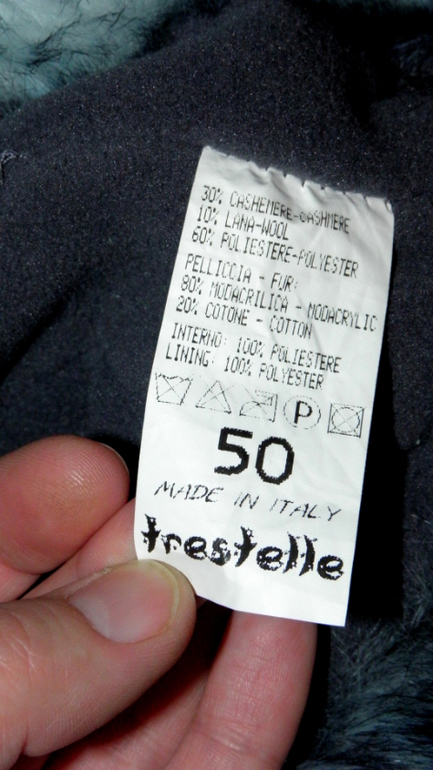 30% CASHEMERE-CASHMERE
10% LANA-WOOL
60% POLIESTERE-POLYESTER
PELLICCIA - FUR:
80% MODACRILICA - MODACRYLIC
20% COTONE - COTTON
INTERNO: 100% POLIESTERE
LINING: 100% POLYESTER
P
50
MADE IN ITALY
trestelle